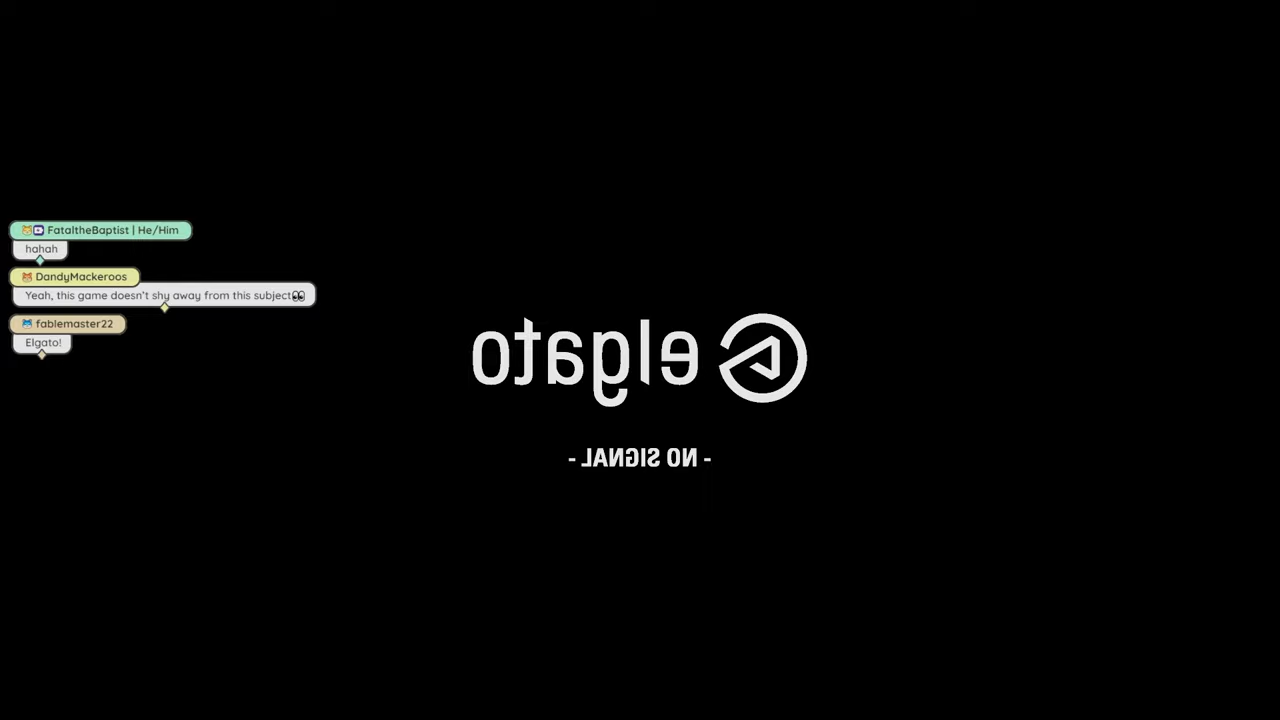 FataltheBaptist | He/Him
hahah
DandyMackeroos
Yeah, this game doesn't shy away from this subject👀
fablemaster22
Elgato!
elgato
- NO SIGNAL -